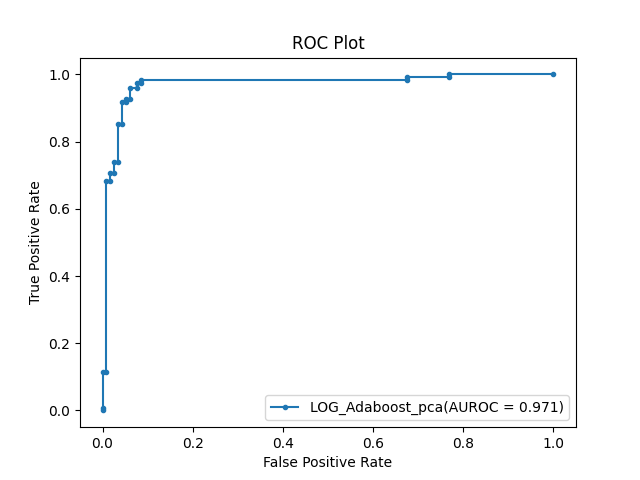 ROC Plot
1.0
0.8
0.6
0.4
0.2
0.0
True Positive Rate
LOG_Adaboost_pca(AUROC = 0.971)
0.0 0.2 0.4 0.6 0.8 1.0
False Positive Rate